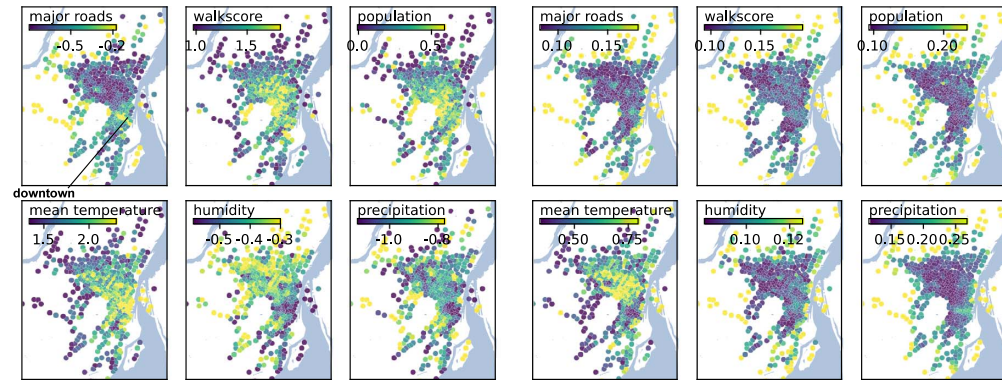 major roads
-0.5 -0.2
walkscore
1.0 1.5
population
0.0 0.5
major roads
0.10 0.15
walkscore
0.10 0.15
population
0.10 0.20
downtown
mean temperature
1.5 2.0
humidity
-0.5 -0.4 -0.3
precipitation
-1.0 -0.8
mean temperature
0.50 0.75
humidity
0.10 0.12
precipitation
0.15 0.20 0.25